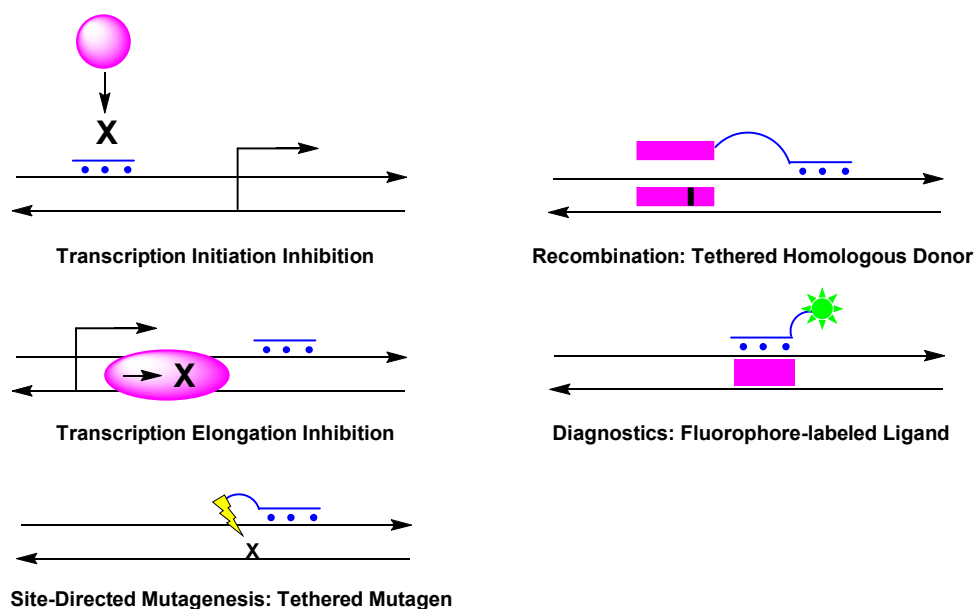 X
Transcription Initiation Inhibition
X
Transcription Elongation Inhibition
X
Site-Directed Mutagenesis: Tethered Mutagen
Recombination: Tethered Homologous Donor
Diagnostics: Fluorophore-labeled Ligand